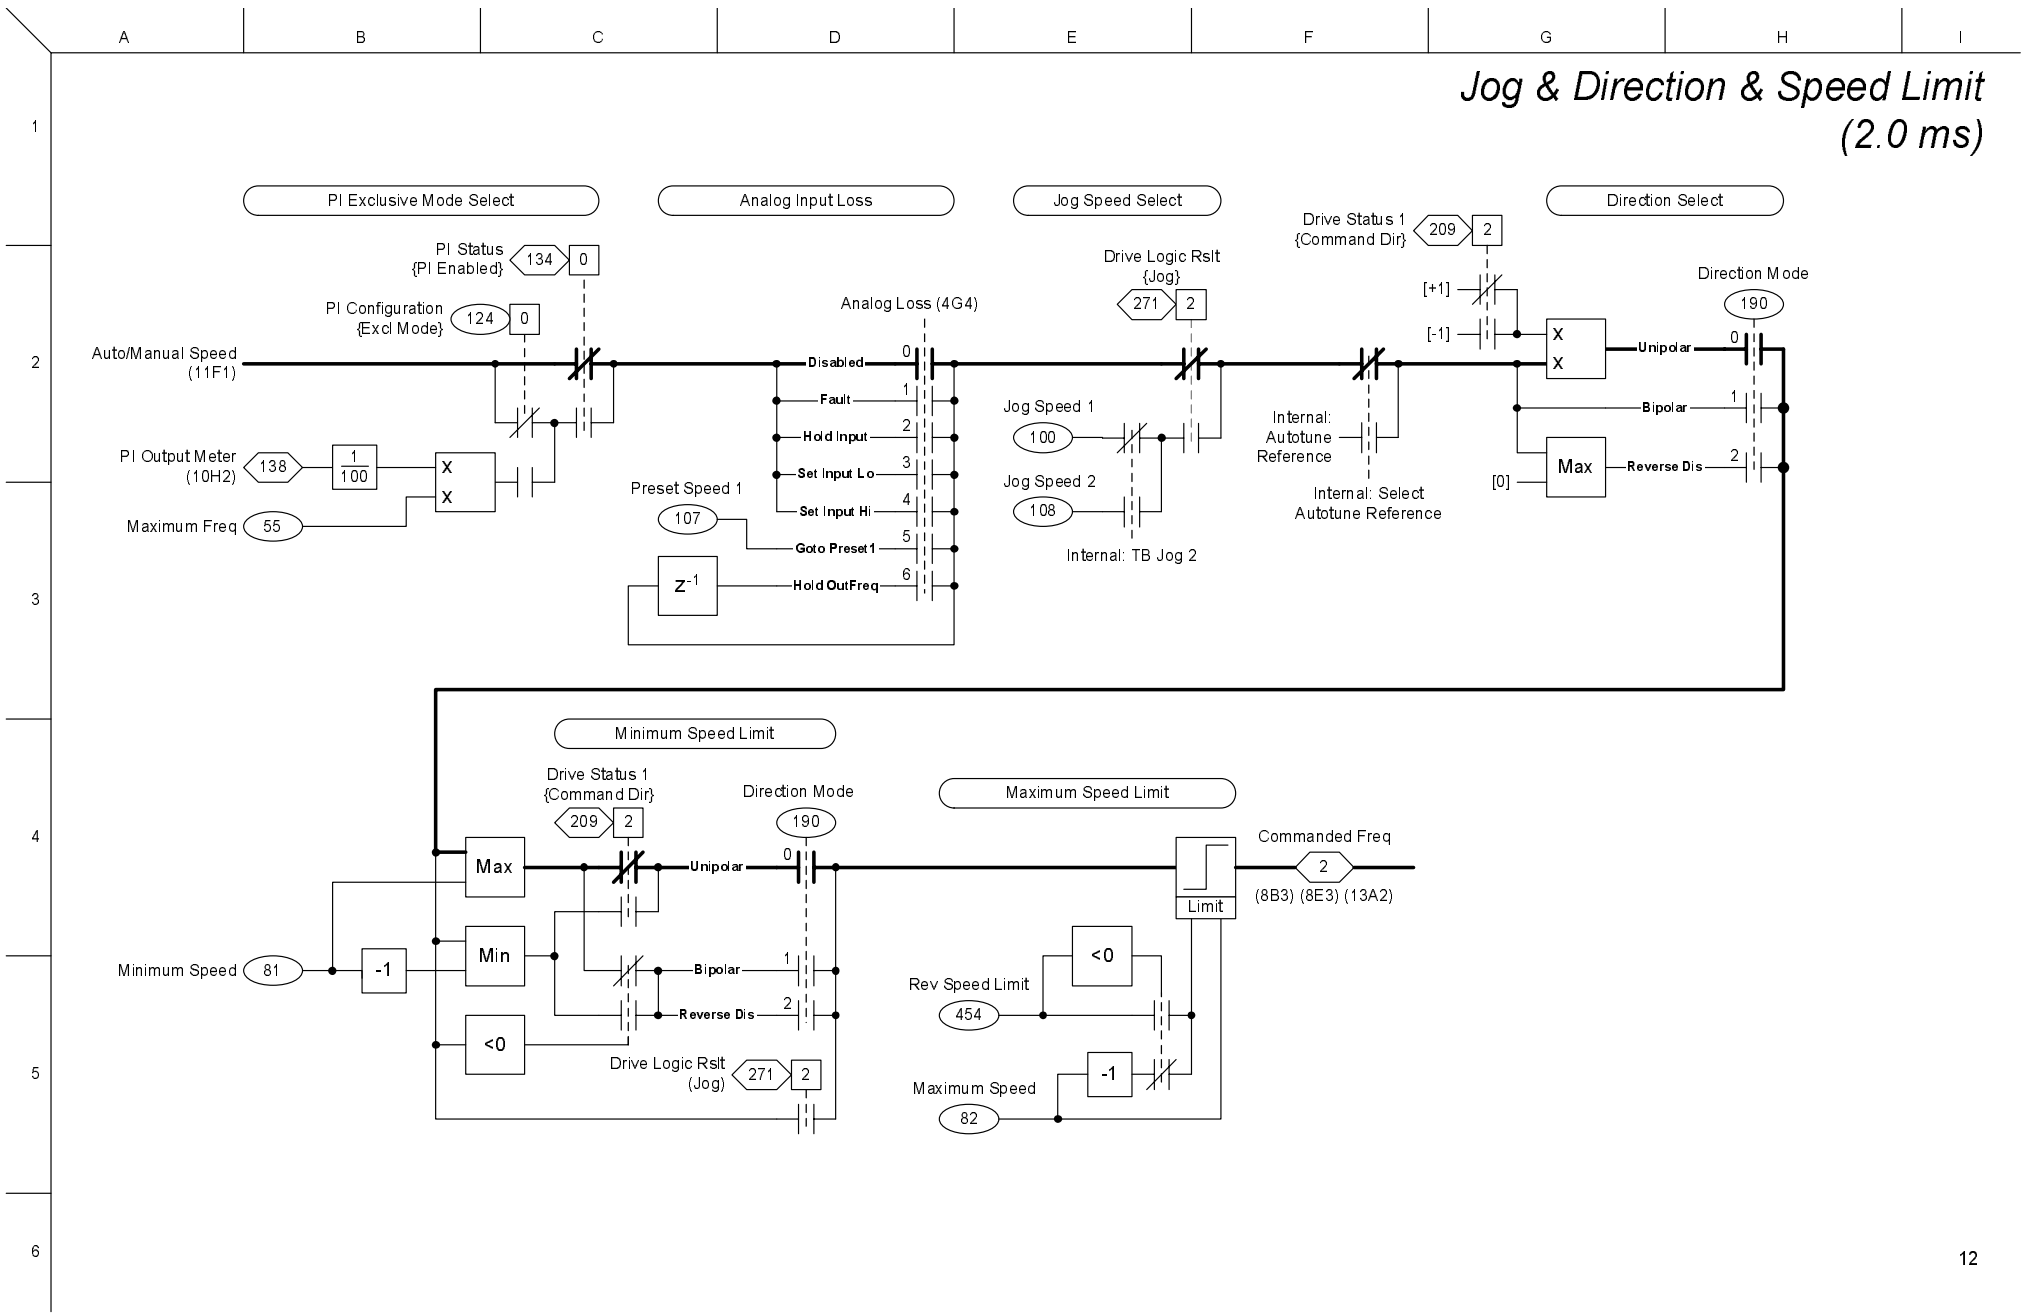 A B C D E F G H I
Jog & Direction & Speed Limit
(2.0 ms)
1
PI Exclusive Mode Select
Analog Input Loss
Jog Speed Select
Direction Select
PI Status
{PI Enabled}
134
0
PI Configuration
{Excl Mode}
124
0
Auto/Manual Speed
(11F1)
PI Output Meter
(10H2)
138
1
100
X
X
Maximum Freq
55
Analog Loss (4G4)
Disabled
0
Fault
1
Hold Input
2
Set Input Lo
3
Set Input Hi
4
Goto Preset1
5
Hold OutFreq
6
Preset Speed 1
107
Z-1
Drive Logic Rslt
{Jog}
271
2
Jog Speed 1
100
Jog Speed 2
108
Internal: TB Jog 2
Internal:
Autotune
Reference
Internal: Select
Autotune Reference
Drive Status 1
{Command Dir}
209
2
[+1]
[-1]
X
X
Max
[0]
Direction Mode
190
Unipolar
0
Bipolar
1
Reverse Dis
2
2
3
Minimum Speed Limit
Drive Status 1
{Command Dir}
209
2
Direction Mode
190
Maximum Speed Limit
4
Max
Unipolar
0
Limit
Commanded Freq
2
(8B3) (8E3) (13A2)
Minimum Speed
81
-1
Min
Bipolar
1
Reverse Dis
2
<0
Drive Logic Rslt
(Jog)
271
2
<0
Rev Speed Limit
454
-1
Maximum Speed
82
5
6
12